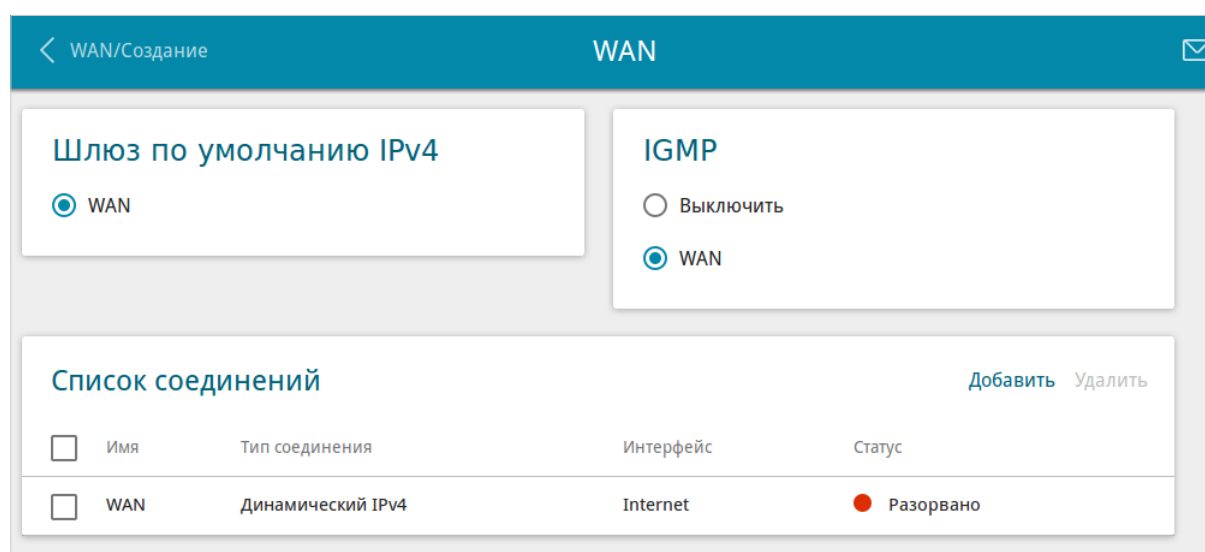 WAN/Создание
WAN
Шлюз по умолчанию IPv4
WAN
IGMP
Выключить
WAN
Список соединений
Добавить Удалить
Имя Тип соединения Интерфейс Статус
WAN Динамический IPv4 Internet Разорвано